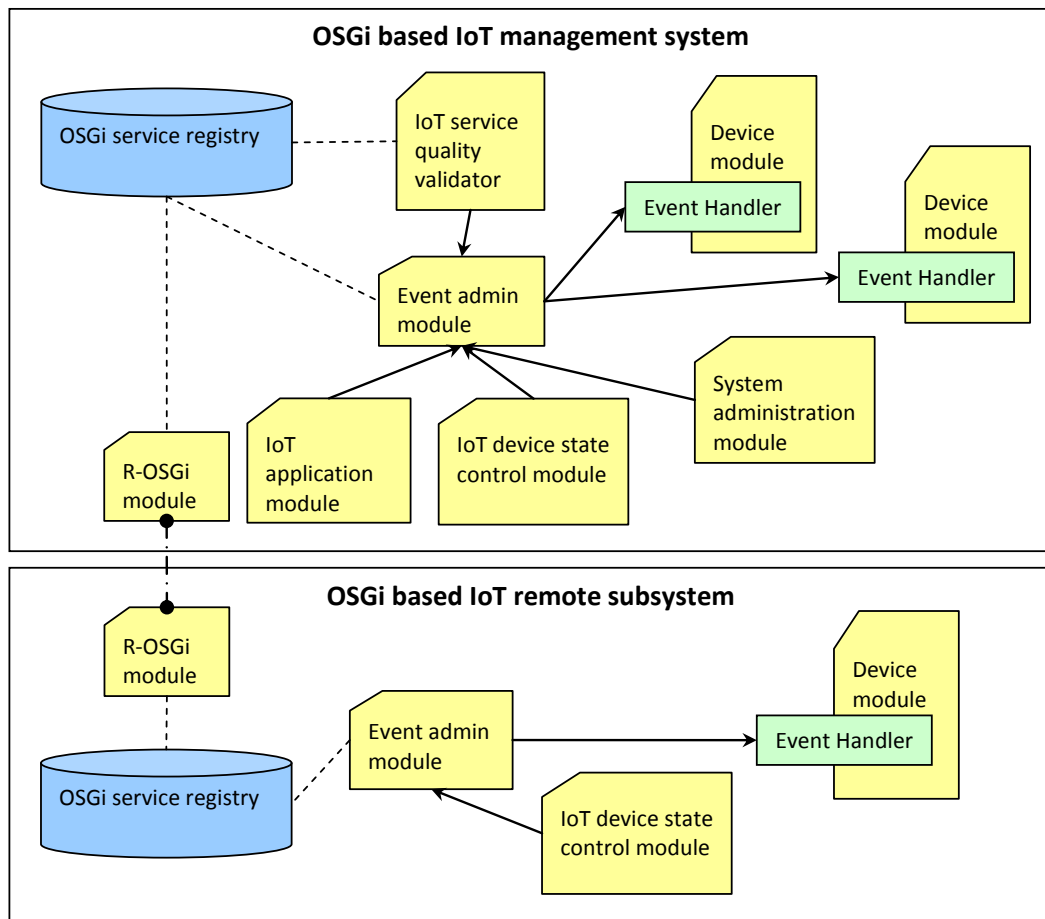 OSGi based IoT management system
OSGi service registry
IoT service
quality
validator
Device
module
Event Handler
Device
module
Event Handler
Event admin
module
System
administration
module
IoT
application
module
IoT device state
control module
R-OSGi
module
OSGi based IoT remote subsystem
R-OSGi
module
Device
module
Event Handler
Event admin
module
OSGi service registry
IoT device state
control module